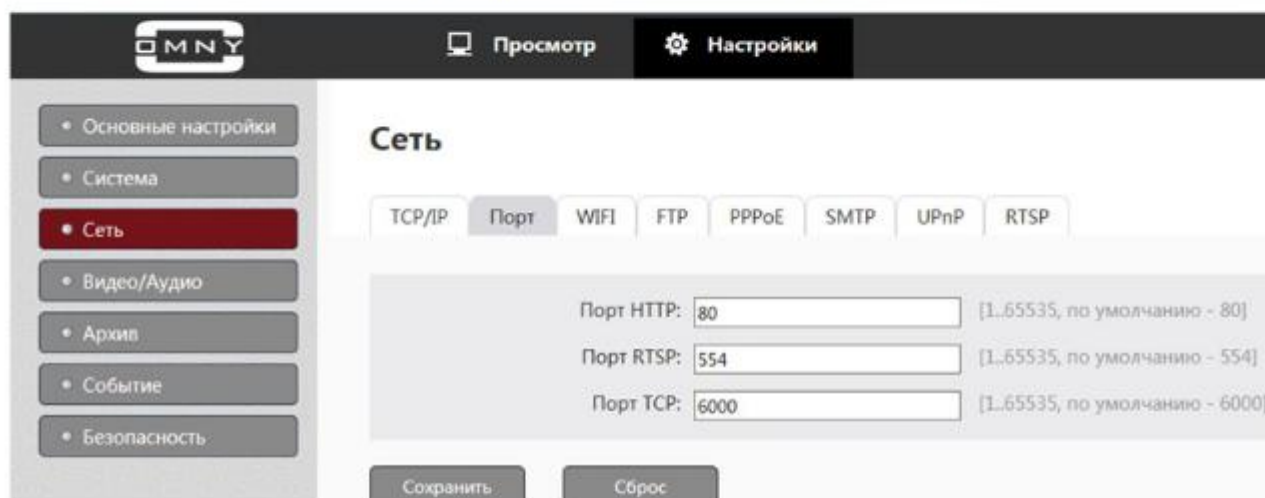 OMNY
Просмотр
Настройки
Основные настройки
Система
Сеть
Видео/Аудио
Архив
Событие
Безопасность
Сеть
TCP/IP Порт WIFI FTP PPPoE SMTP UPnP RTSP
Порт HTTP: 80 [1..65535, по умолчанию - 80]
Порт RTSP: 554 [1..65535, по умолчанию - 554]
Порт TCP: 6000 [1..65535, по умолчанию - 6000]
Сохранить Сброс